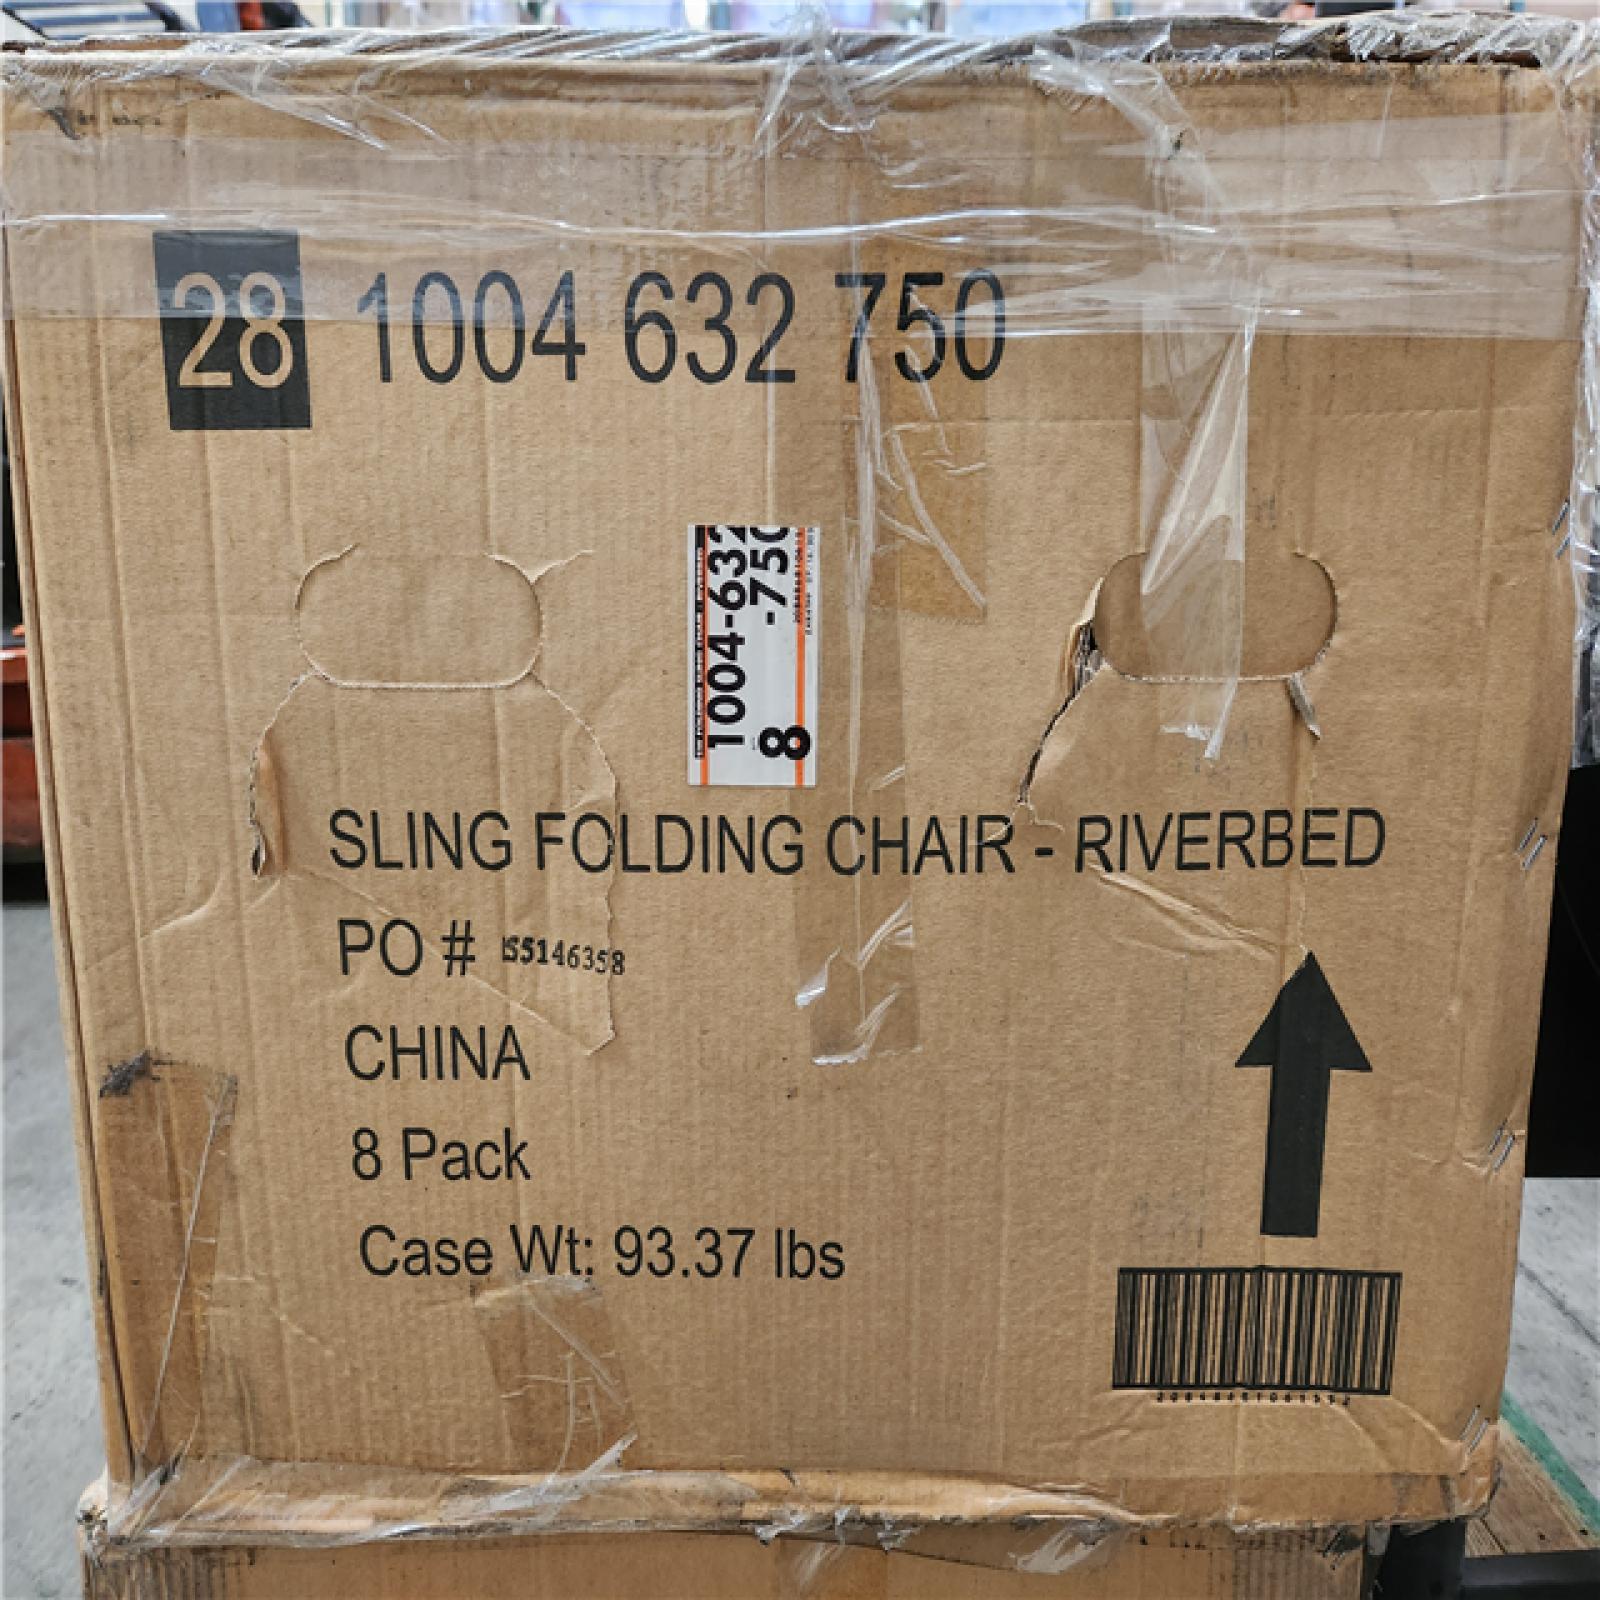 28 1004 632 750
1004-632
-750
8
SLING FOLDING CHAIR - RIVERBED
PO # SS5146358
CHINA
8 Pack
Case Wt: 93.37 lbs